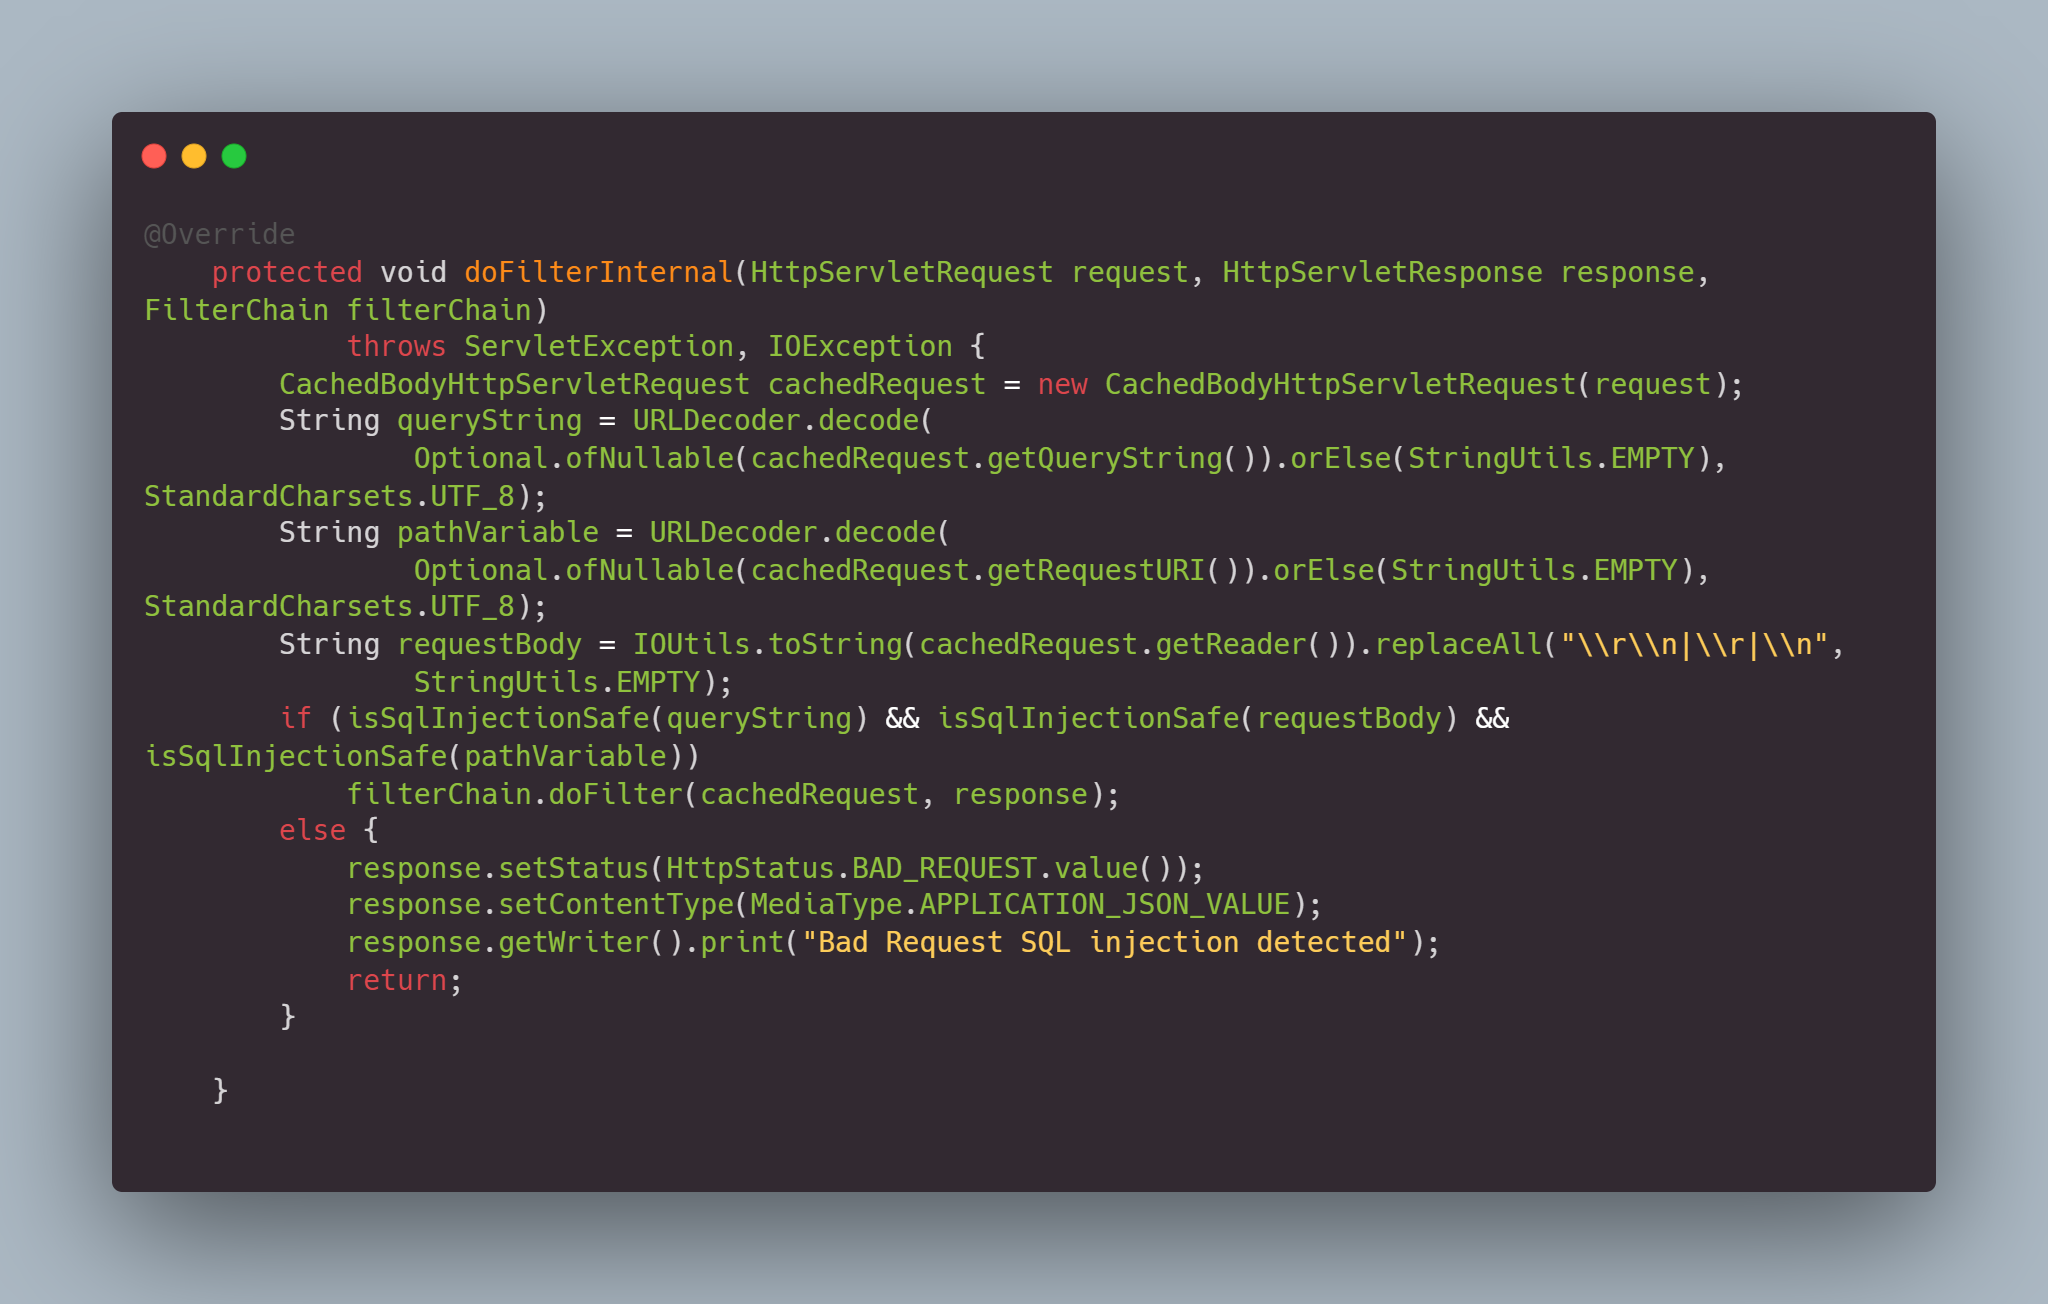 @Override
    protected void doFilterInternal(HttpServletRequest request, HttpServletResponse response,
FilterChain filterChain)
            throws ServletException, IOException {
        CachedBodyHttpServletRequest cachedRequest = new CachedBodyHttpServletRequest(request);
        String queryString = URLDecoder.decode(
                Optional.ofNullable(cachedRequest.getQueryString()).orElse(StringUtils.EMPTY),
StandardCharsets.UTF_8);
        String pathVariable = URLDecoder.decode(
                Optional.ofNullable(cachedRequest.getRequestURI()).orElse(StringUtils.EMPTY),
StandardCharsets.UTF_8);
        String requestBody = IOUtils.toString(cachedRequest.getReader()).replaceAll("\\r\\n|\\r|\\n",
                StringUtils.EMPTY);
        if (isSqlInjectionSafe(queryString) && isSqlInjectionSafe(requestBody) &&
isSqlInjectionSafe(pathVariable))
            filterChain.doFilter(cachedRequest, response);
        else {
            response.setStatus(HttpStatus.BAD_REQUEST.value());
            response.setContentType(MediaType.APPLICATION_JSON_VALUE);
            response.getWriter().print("Bad Request SQL injection detected");
            return;
        }
    }